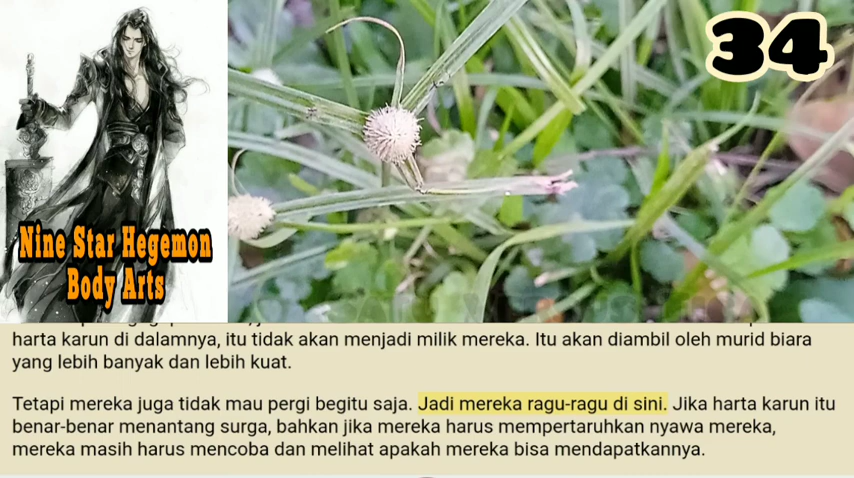 34
Nine Star Hegemon
Body Arts
harta karun di dalamnya, itu tidak akan menjadi milik mereka. Itu akan diambil oleh murid biara
yang lebih banyak dan lebih kuat.
Tetapi mereka juga tidak mau pergi begitu saja. Jadi mereka ragu-ragu di sini. Jika harta karun itu
benar-benar menantang surga, bahkan jika mereka harus mempertaruhkan nyawa mereka,
mereka masih harus mencoba dan melihat apakah mereka bisa mendapatkannya.